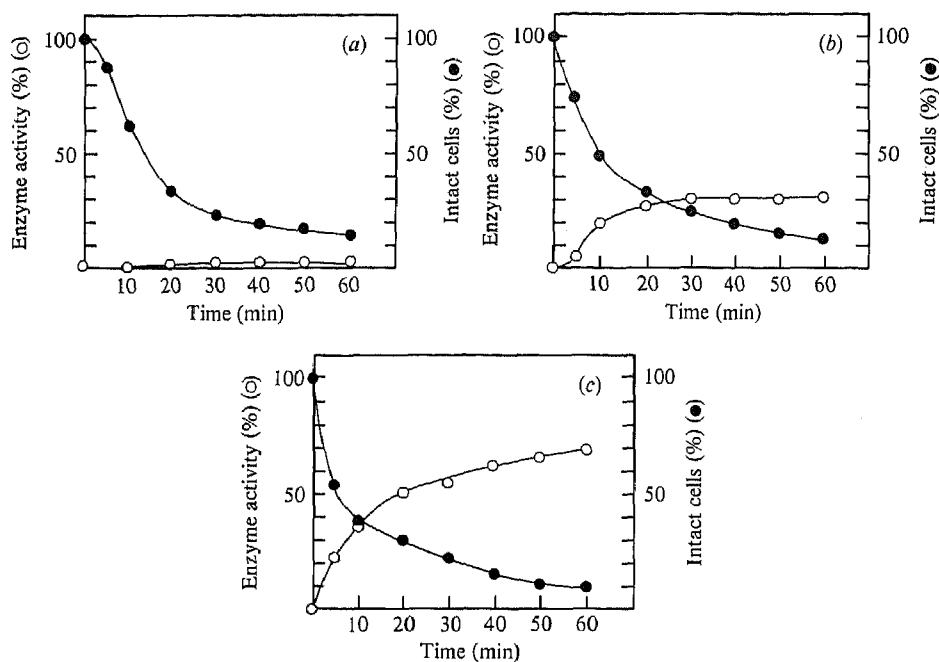 (a)
Enzyme activity (%) (○)
100
50
10 20 30 40 50 60
Time (min)
100
50
Intact cells (%) (●)
(b)
Enzyme activity (%) (○)
100
50
10 20 30 40 50 60
Time (min)
100
50
Intact cells (%) (●)
(c)
Enzyme activity (%) (○)
100
50
10 20 30 40 50 60
Time (min)
100
50
Intact cells (%) (●)